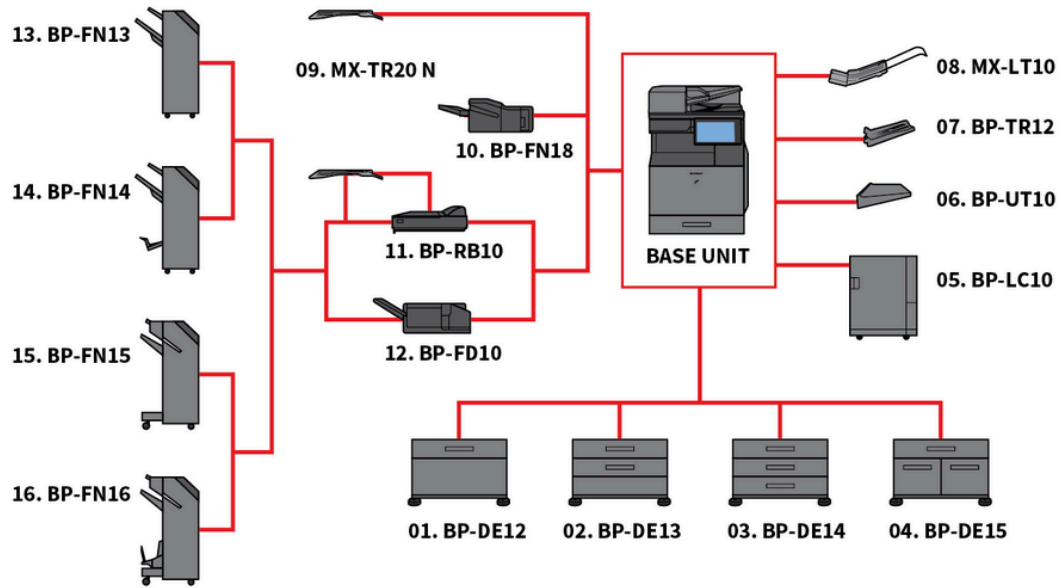 13. BP-FN13
09. MX-TR20 N
08. MX-LT10
07. BP-TR12
10. BP-FN18
14. BP-FN14
06. BP-UT10
11. BP-RB10
BASE UNIT
05. BP-LC10
15. BP-FN15
12. BP-FD10
16. BP-FN16
01. BP-DE12
02. BP-DE13
03. BP-DE14
04. BP-DE15